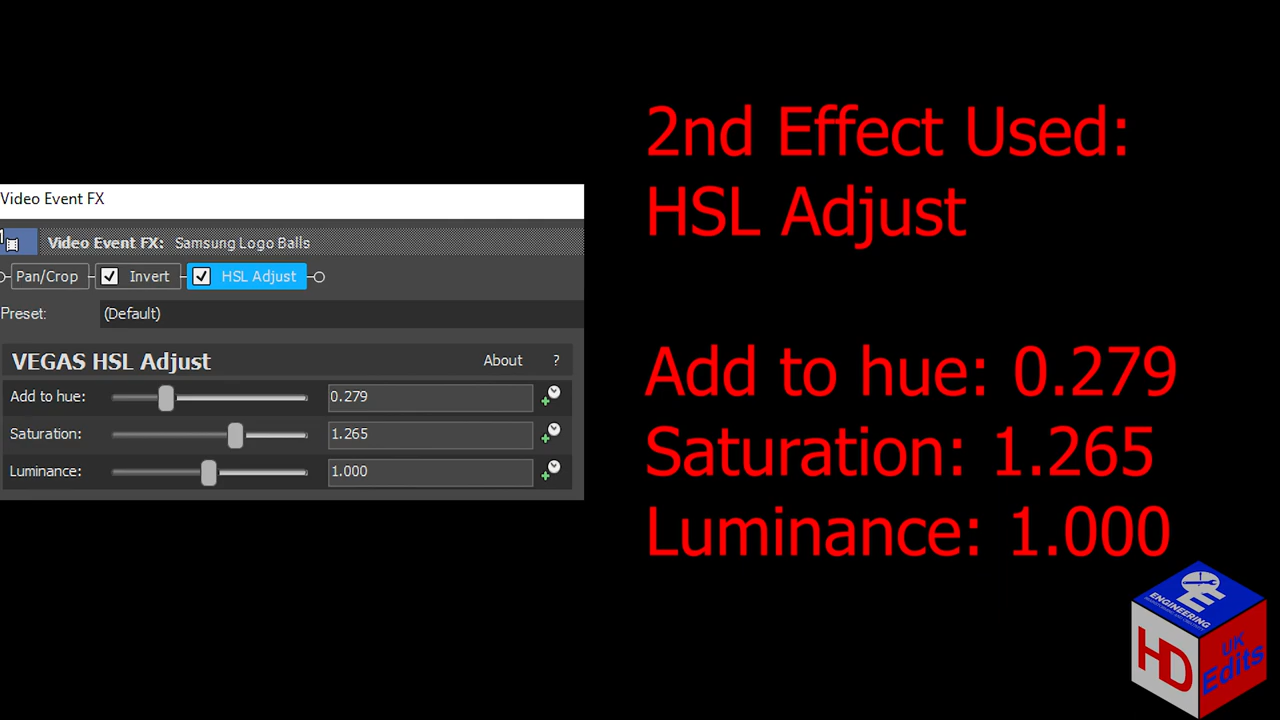 2nd Effect Used:
HSL Adjust
Video Event FX
Video Event FX: Samsung Logo Balls
Pan/Crop Invert HSL Adjust
Preset: (Default)
VEGAS HSL Adjust About ?
Add to hue: 0.279
Saturation: 1.265
Luminance: 1.000
Add to hue: 0.279
Saturation: 1.265
Luminance: 1.000
E
ENGINEERING
HD
UK
Edits